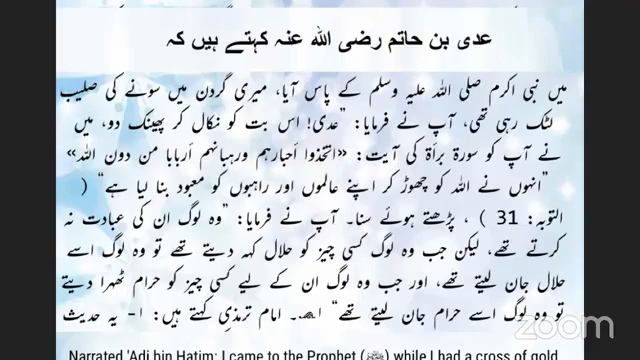 عدی بن حاتم رضی اللہ عنہ کہتے ہیں کہ
میں نبی اکرم صلی اللہ علیہ وسلم کے پاس آیا، میری گردن میں سونے کی صلیب
لٹک رہی تھی، آپ نے فرمایا: ”عدی! اس بت کو نکال کر پھینک دو، میں
نے آپ کو سورۃ برأۃ کی آیت: «اتخذوا أحبارهم ورهبانهم أربابا من دون الله»
”انہوں نے اللہ کو چھوڑ کر اپنے عالموں اور راہبوں کو معبود بنا لیا ہے“ (
التوبہ: 31 ) ، پڑھتے ہوئے سنا۔ آپ نے فرمایا: ”وہ لوگ ان کی عبادت نہ
کرتے تھے، لیکن جب وہ لوگ کسی چیز کو حلال کہہ دیتے تھے تو وہ لوگ اسے
حلال جان لیتے تھے، اور جب وہ لوگ ان کے لیے کسی چیز کو حرام ٹھہرا دیتے
تو وہ لوگ اسے حرام جان لیتے تھے“ ا؎۔ امام ترمذی کہتے ہیں: ۱- یہ حدیث
zoom
Narrated 'Adi bin Hatim: I came to the Prophet (ﷺ) while I had a cross of gold